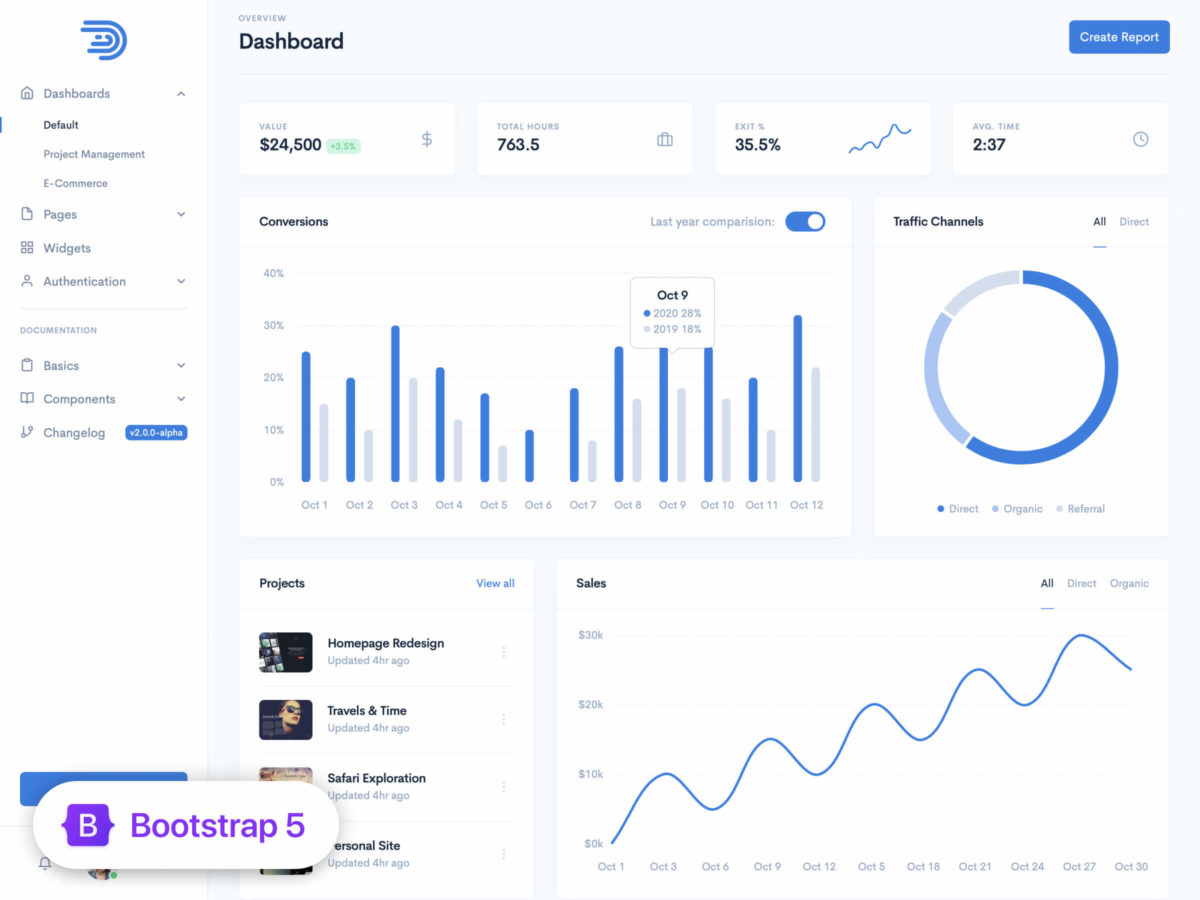 Dashboards
Default
Project Management
E-Commerce
Pages
Widgets
Authentication
DOCUMENTATION
Basics
Components
Changelog v2.0.0-alpha
B Bootstrap 5
OVERVIEW
Dashboard
Create Report
VALUE
$24,500 +3.5%
$
TOTAL HOURS
763.5
EXIT %
35.5%
AVG. TIME
2:37
Conversions
Last year comparision:
40%
30%
20%
10%
0%
Oct 9
2020 28%
2019 18%
Oct 1 Oct 2 Oct 3 Oct 4 Oct 5 Oct 6 Oct 7 Oct 8 Oct 9 Oct 10 Oct 11 Oct 12
Traffic Channels
All Direct
Direct Organic Referral
Projects
View all
Homepage Redesign
Updated 4hr ago
Travels & Time
Updated 4hr ago
Safari Exploration
Updated 4hr ago
ersonal Site
Updated 4hr ago
Sales
All Direct Organic
$30k
$20k
$10k
$0k
Oct 1 Oct 3 Oct 6 Oct 9 Oct 12 Oct 5 Oct 18 Oct 21 Oct 24 Oct 27 Oct 30